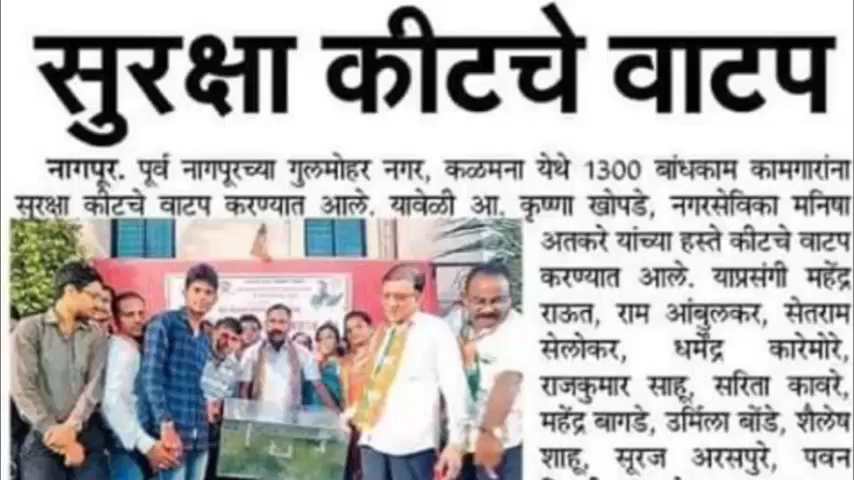 सुरक्षा कीटचे वाटप
नागपूर. पूर्व नागपूरच्या गुलमोहर नगर, कळमना येथे 1300 बांधकाम कामगारांना
सुरक्षा कीटचे वाटप करण्यात आले. यावेळी आ. कृष्णा खोपडे, नगरसेविका मनिषा
अतकरे यांच्या हस्ते कीटचे वाटप
करण्यात आले. याप्रसंगी महेंद्र
राऊत, राम आंबुलकर, सेतराम
सेलोकर, धर्मेंद्र कारेमोरे,
राजकुमार साहू, सरिता कावरे,
महेंद्र बागडे, उर्मिला बोंडे, शैलेष
शाहू, सूरज अरसपुरे, पवन